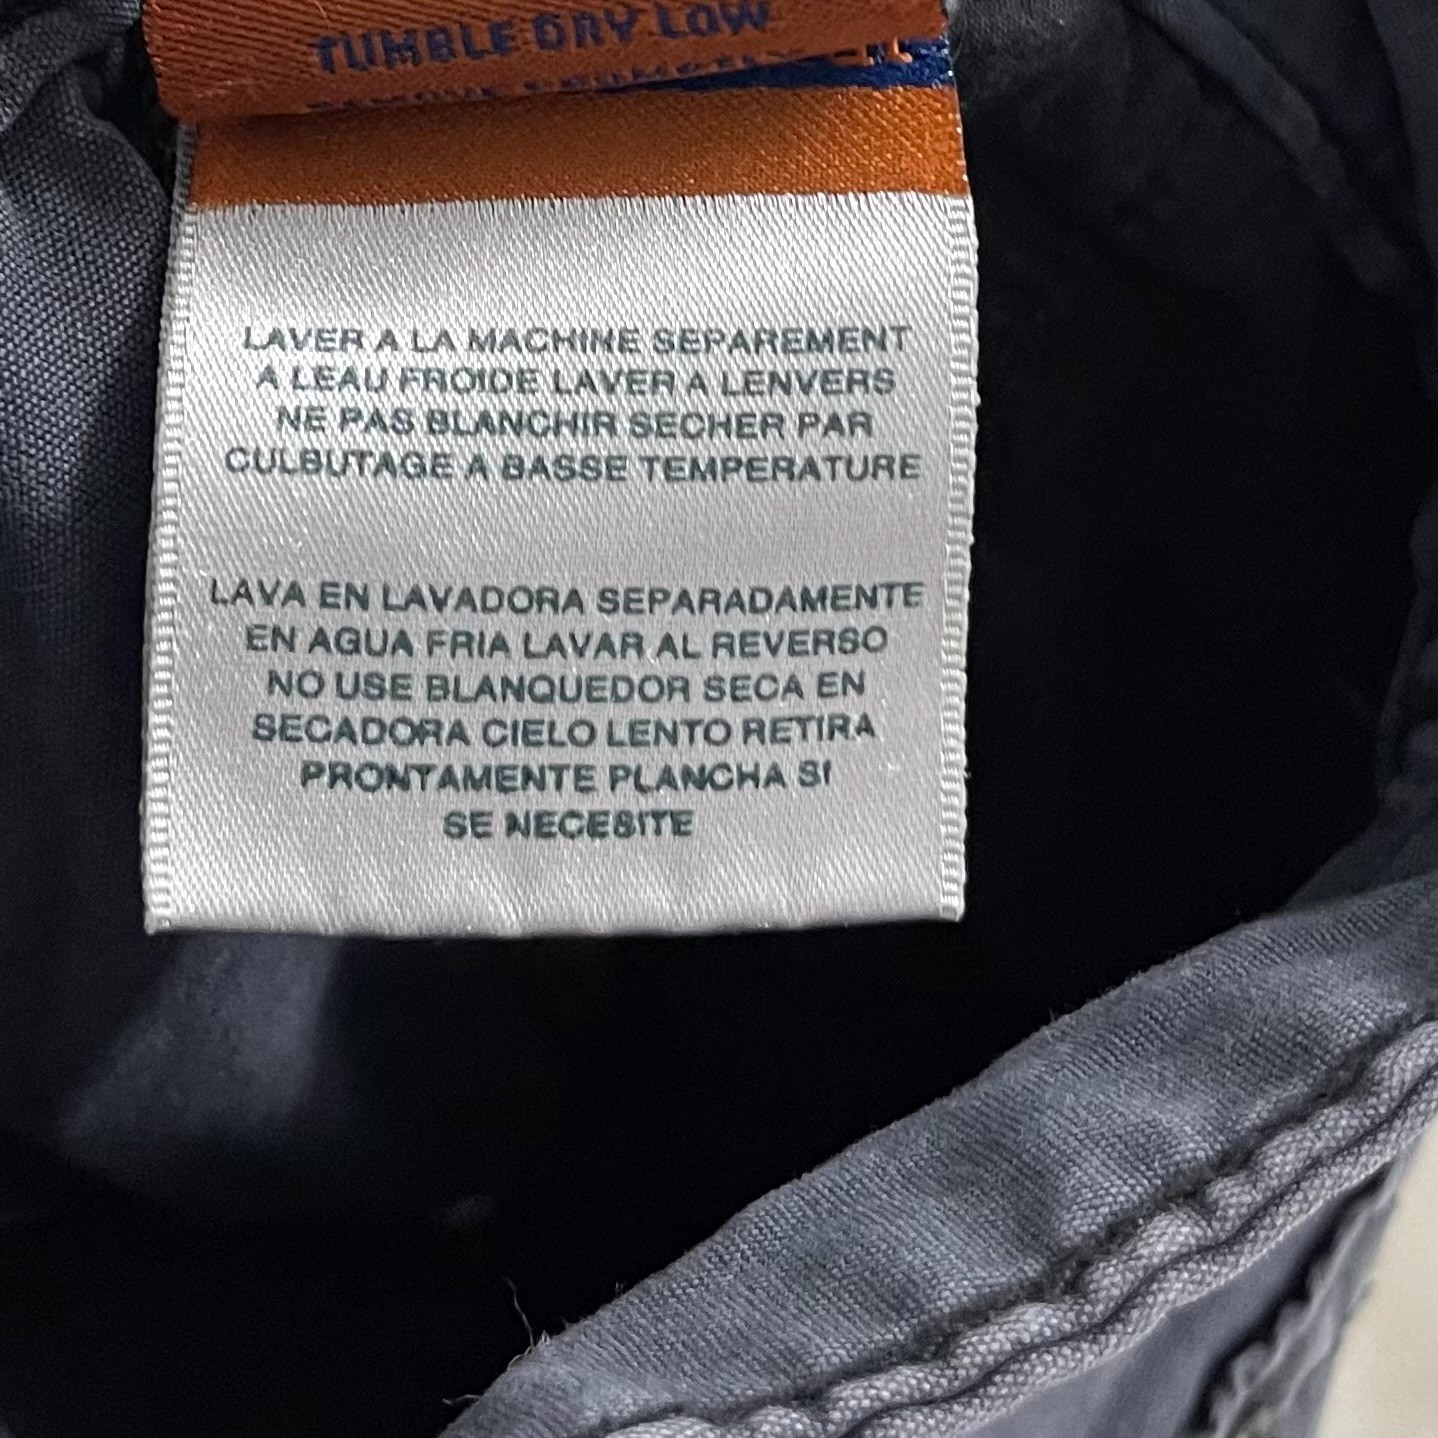 TUMBLE DRY LOW
LAVER A LA MACHINE SEPAREMENT
A LEAU FROIDE LAVER A LENVERS
NE PAS BLANCHIR SECHER PAR
CULBUTAGE A BASSE TEMPERATURE
LAVA EN LAVADORA SEPARADAMENTE
EN AGUA FRIA LAVAR AL REVERSO
NO USE BLANQUEDOR SECA EN
SECADORA CIELO LENTO RETIRA
PRONTAMENTE PLANCHA SI
SE NECESITE